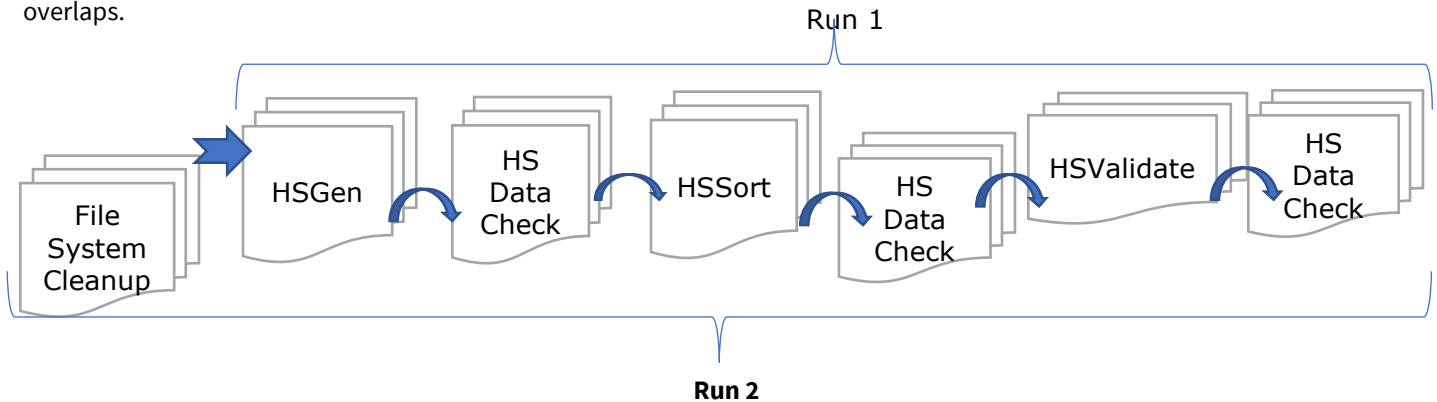 overlaps.
Run 1
File
System
Cleanup
HSGen
HS
Data
Check
HSSort
HS
Data
Check
HSValidate
HS
Data
Check
Run 2